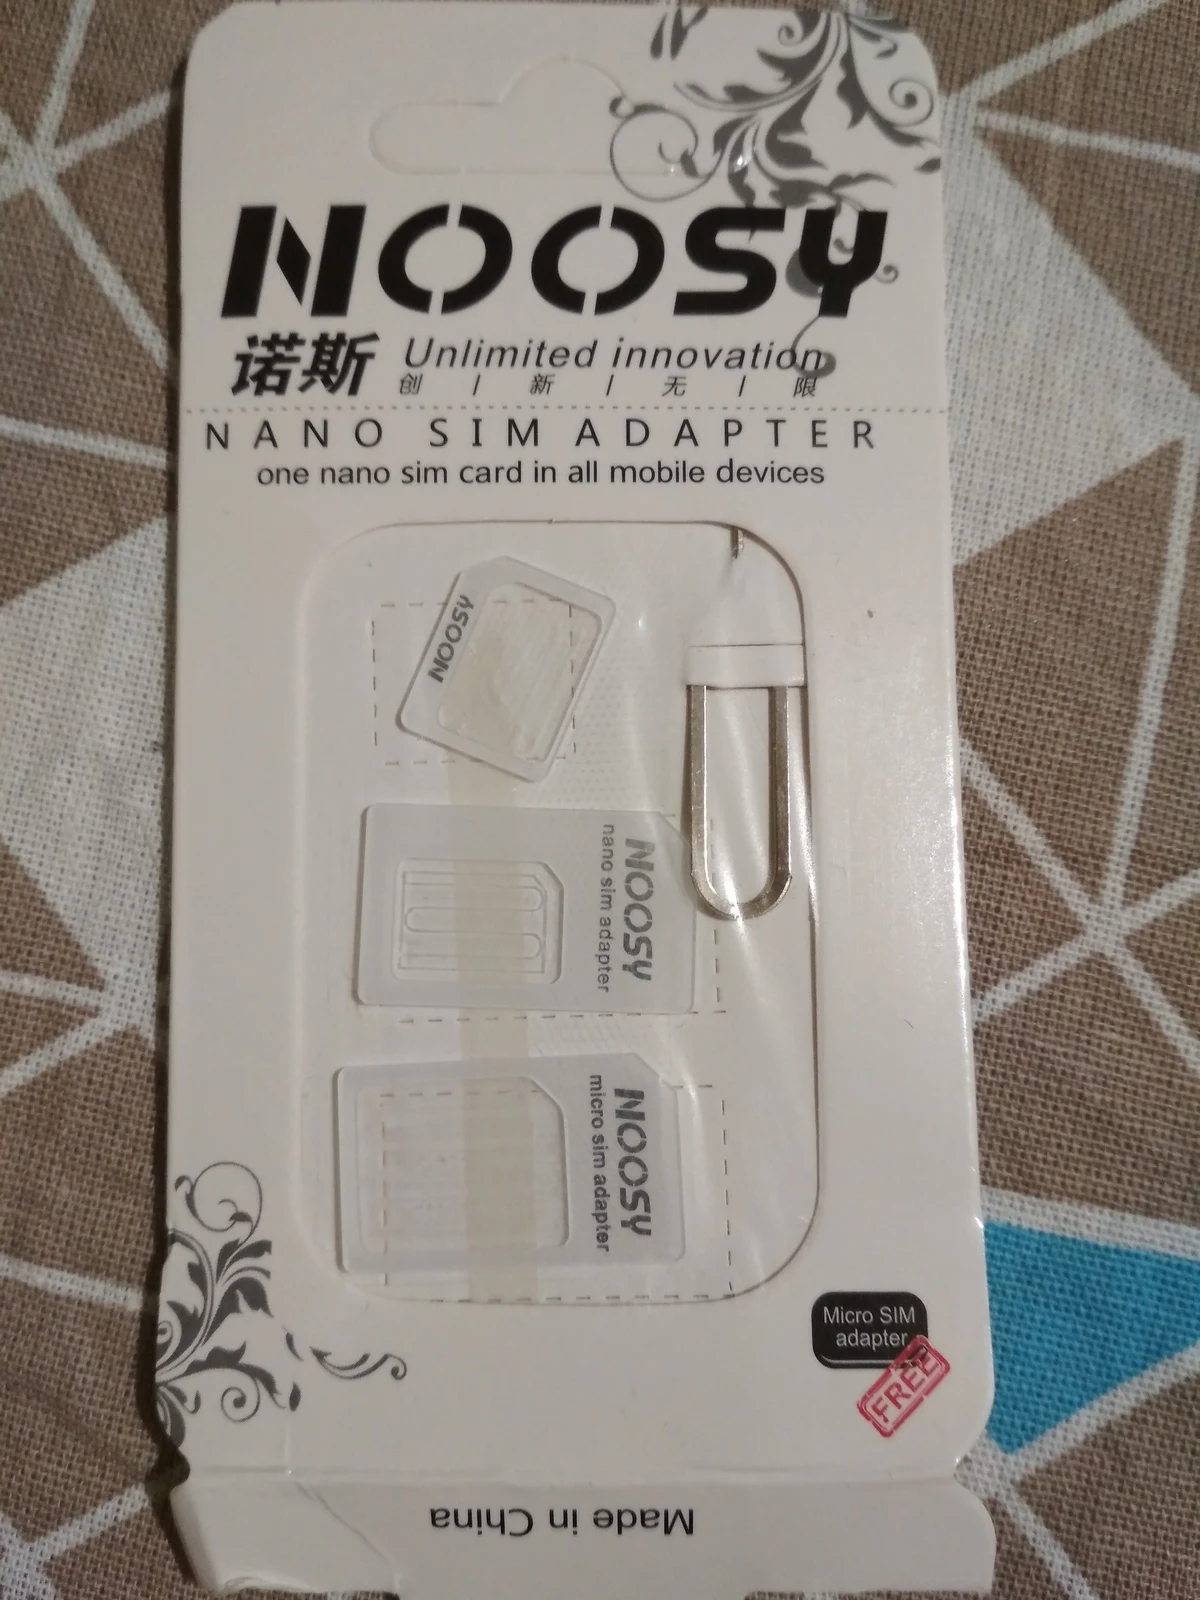 NOOSY
诺斯 Unlimited innovation
创 | 新 | 无 | 限
NANO SIM ADAPTER
one nano sim card in all mobile devices
NOOSY
NOOSY
nano sim adapter
NOOSY
micro sim adapter
Micro SIM
adapter
FREE
Made in China